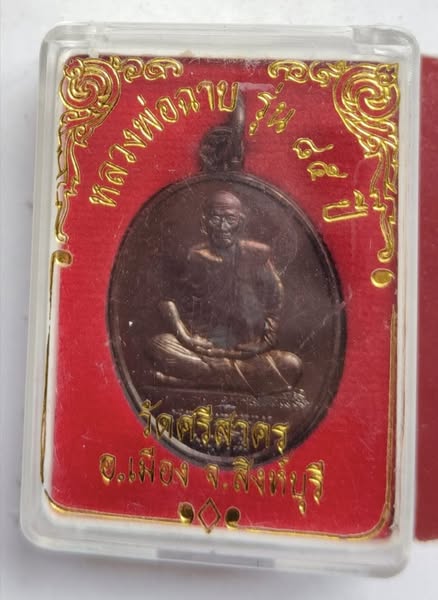 หลวงพ่อฉาบ รุ่น ๕๕ ปี
วัดศรีสาคร
อ.เมือง จ.สิงห์บุรี